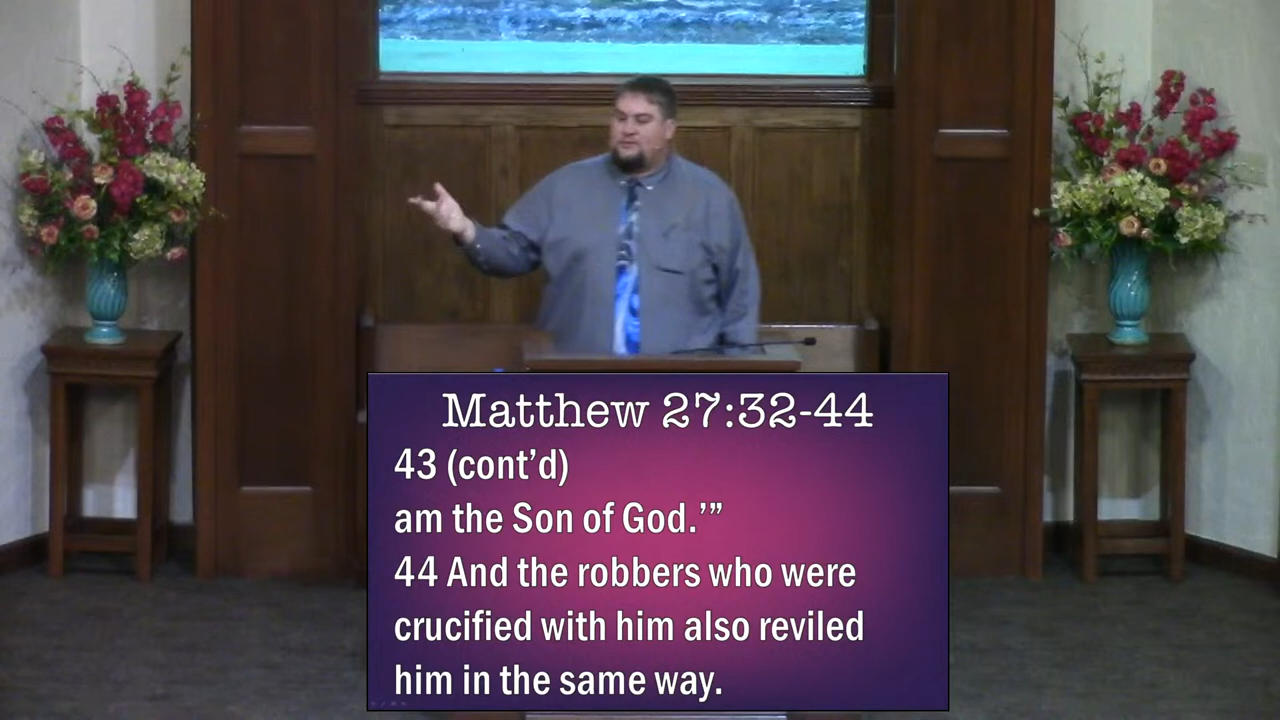 Matthew 27:32-44
43 (cont’d)
am the Son of God.’”
44 And the robbers who were
crucified with him also reviled
him in the same way.